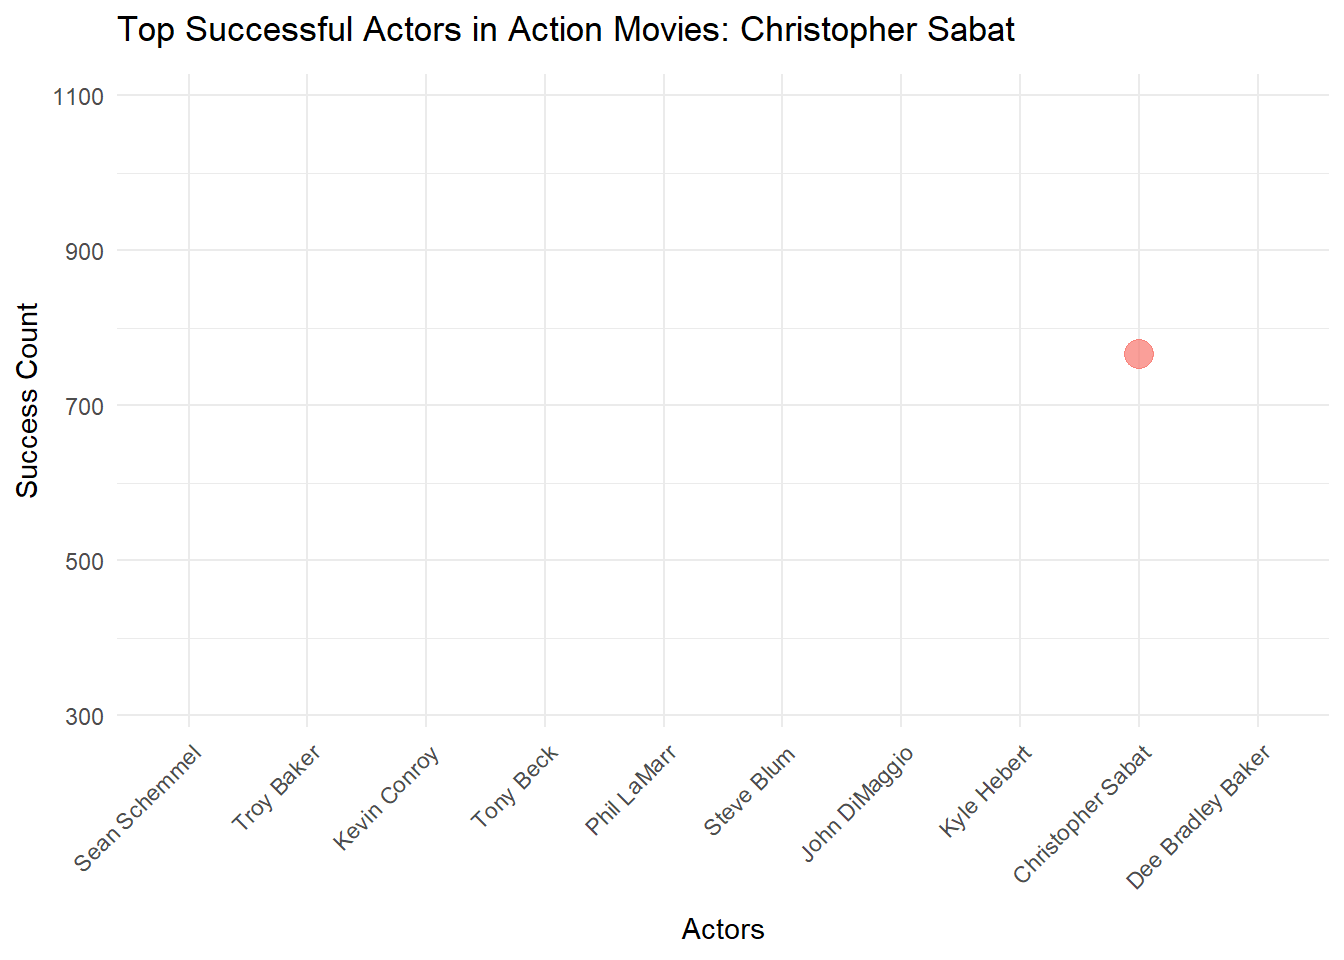 Top Successful Actors in Action Movies: Christopher Sabat
1100
900
700
500
300
Success Count
Sean Schemmel
Troy Baker
Kevin Conroy
Tony Beck
Phil LaMarr
Steve Blum
John DiMaggio
Kyle Hebert
Christopher Sabat
Dee Bradley Baker
Actors